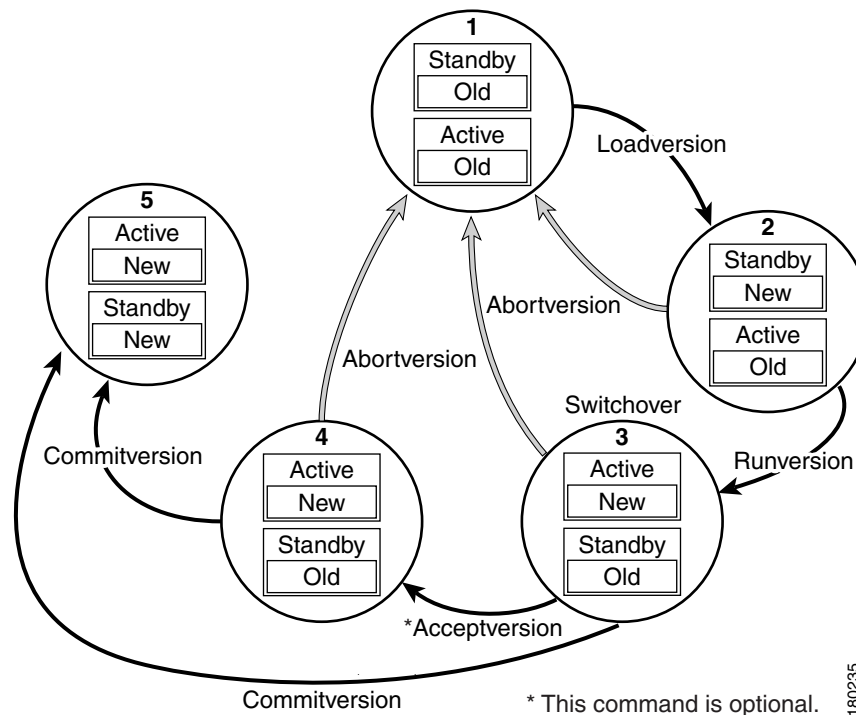 1
Standby
Old
Active
Old
Loadversion
5
Active
New
Standby
New
2
Standby
New
Active
Old
Abortversion
Abortversion
Switchover
4
Active
New
Standby
Old
3
Active
New
Standby
Old
Commitversion
Runversion
*Acceptversion
Commitversion
* This command is optional.
180235